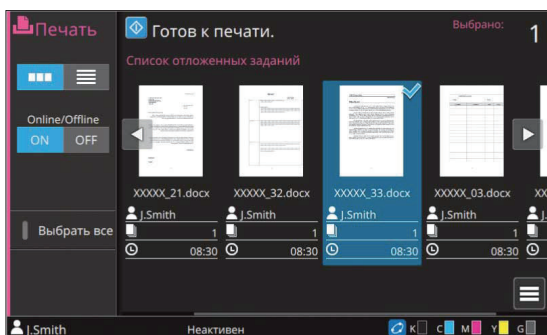 Печать
Готов к печати.
Выбрано:
1
Список отложенных заданий
Online/Offline
ON OFF
Выбрать все
XXXXX_21.docx
J.Smith
1
08:30
XXXXX_32.docx
J.Smith
1
08:30
XXXXX_33.docx
J.Smith
1
08:30
XXXXX_03.docx
J.Smith
1
08:30
XX
J.
J.Smith
Неактивен
K C M Y G